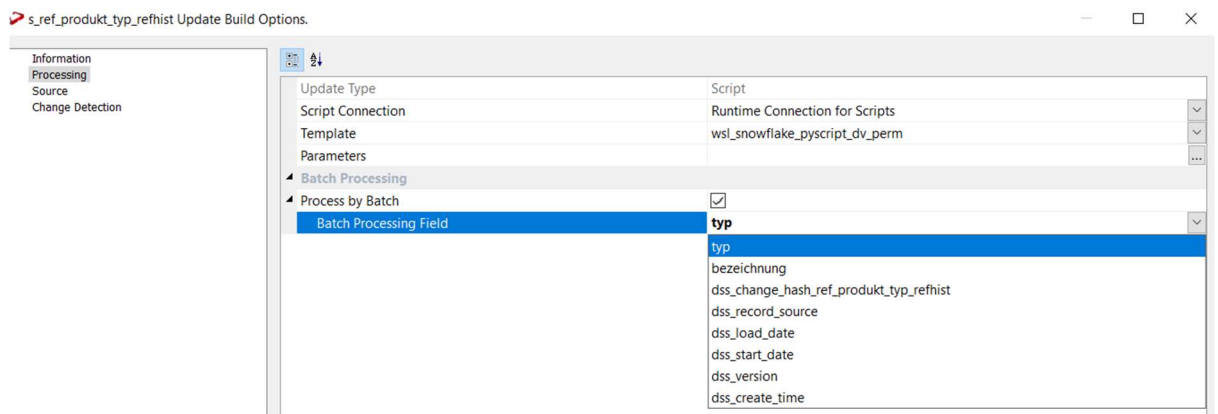 s_ref_produkt_typ_refhist Update Build Options.
Information
Processing
Source
Change Detection
Update Type Script
Script Connection Runtime Connection for Scripts
Template wsl_snowflake_pyscript_dv_perm
Parameters ...
Batch Processing
Process by Batch
Batch Processing Field typ
typ
bezeichnung
dss_change_hash_ref_produkt_typ_refhist
dss_record_source
dss_load_date
dss_start_date
dss_version
dss_create_time